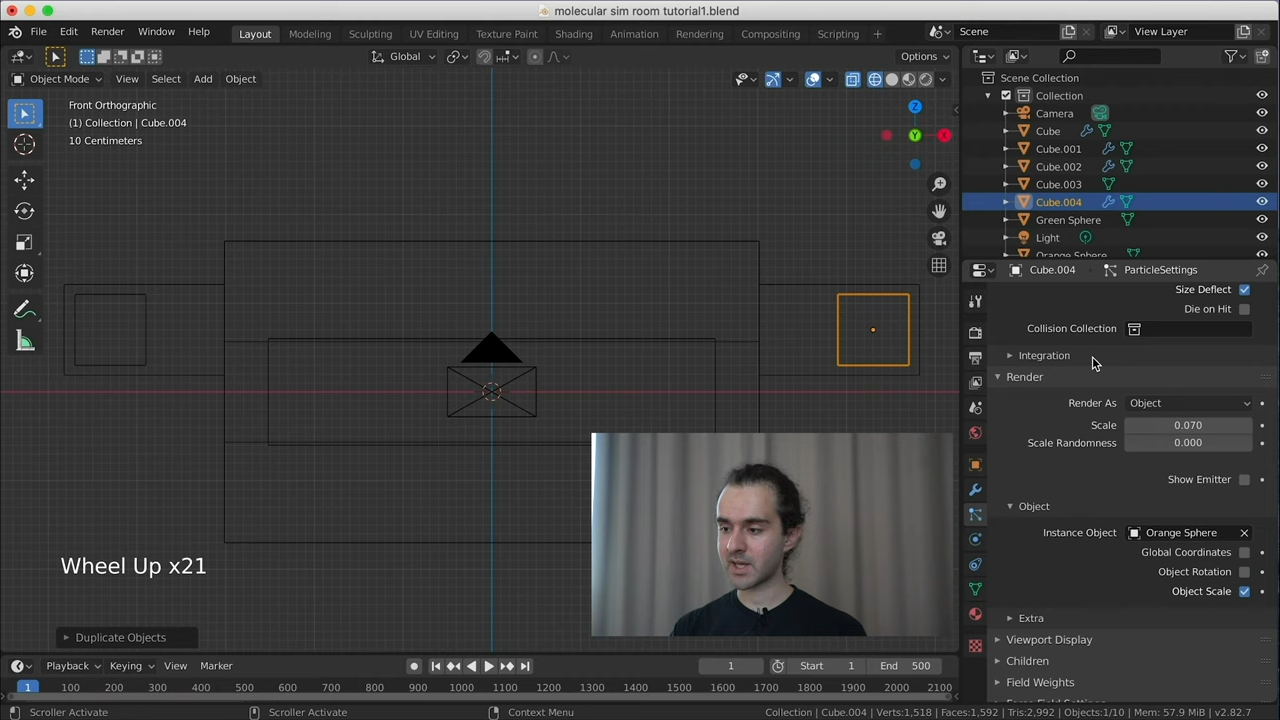 molecular sim room tutorial1.blend
File Edit Render Window Help Layout Modeling Sculpting UV Editing Texture Paint Shading Animation Rendering Compositing Scripting + Scene View Layer
Global Options
Object Mode View Select Add Object
Front Orthographic
(1) Collection | Cube.004
10 Centimeters
Z
Y
X
Scene Collection
Collection
Camera
Cube
Cube.001
Cube.002
Cube.003
Cube.004
Green Sphere
Light
Orange Sphere
Cube.004 ParticleSettings
Size Deflect
Die on Hit
Collision Collection
Integration
Render
Render As Object
Scale 0.070
Scale Randomness 0.000
Show Emitter
Object
Instance Object Orange Sphere
Global Coordinates
Object Rotation
Object Scale
Extra
Viewport Display
Children
Field Weights
Force Field Settings
Wheel Up x21
Duplicate Objects
Playback Keying View Marker 1 Start 1 End 500
1 100 200 300 400 500 600 700 800 900 1000 1100 1200 1300 1400 1500 1600 1700 1800 1900 2000 2100
Scroller Activate Scroller Activate Context Menu Collection | Cube.004 | Verts:1,518 | Faces:1,592 | Tris:2,992 | Objects:1/10 | Mem: 57.9 MiB | v2.82.7